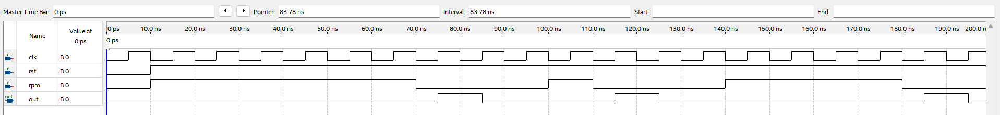 Master Time Bar: 0 ps Pointer: 83.78 ns Interval: 83.78 ns Start: End:
Name Value at 0 ps
0 ps 10.0 ns 20.0 ns 30.0 ns 40.0 ns 50.0 ns 60.0 ns 70.0 ns 80.0 ns 90.0 ns 100.0 ns 110.0 ns 120.0 ns 130.0 ns 140.0 ns 150.0 ns 160.0 ns 170.0 ns 180.0 ns 190.0 ns 200.0 n
0 ps
in clk B 0
in rst B 0
in rpm B 0
out out B 0